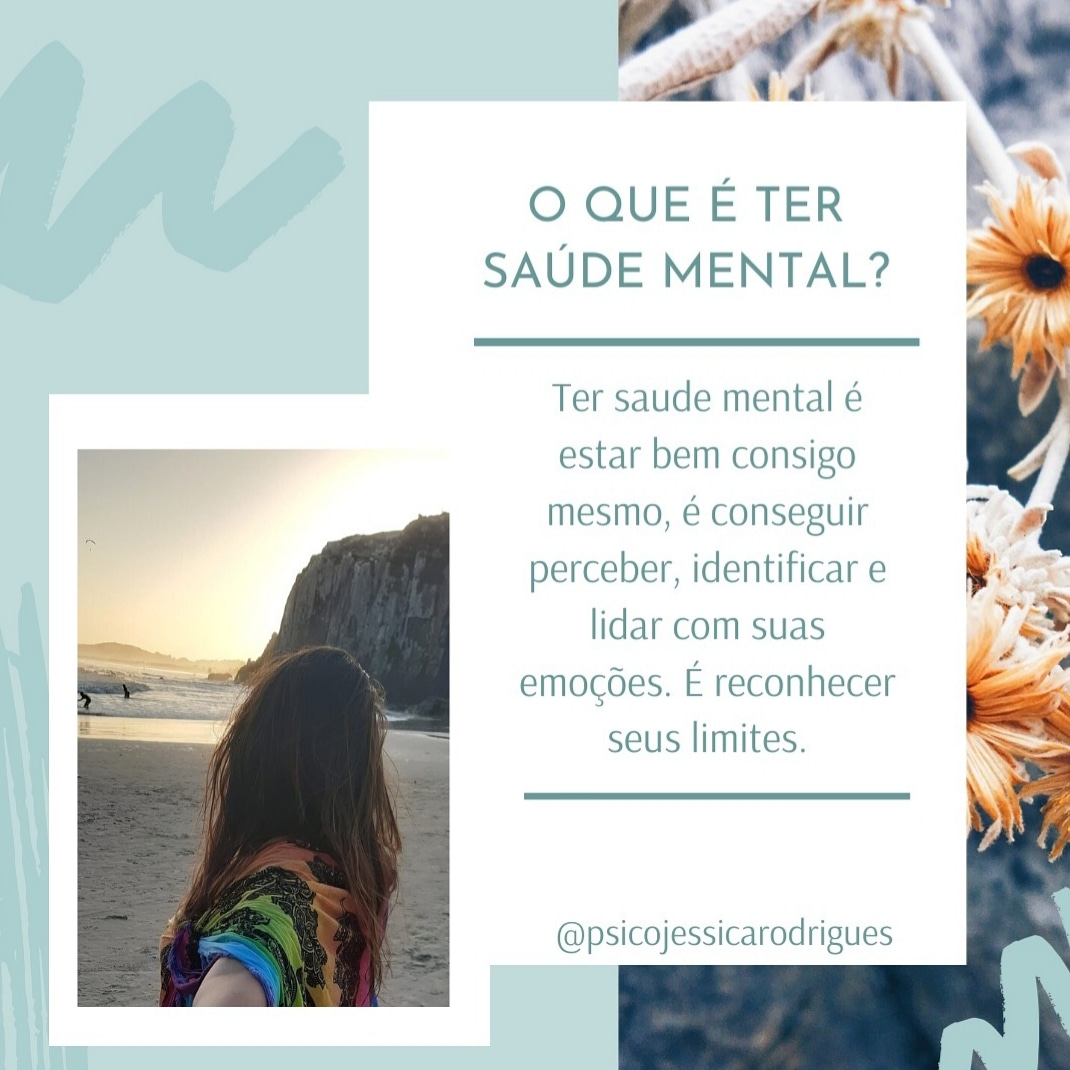 O QUE É TER
SAÚDE MENTAL?
Ter saude mental é
estar bem consigo
mesmo, é conseguir
perceber, identificar e
lidar com suas
emoções. É reconhecer
seus limites.
@psicojessicarodrigues